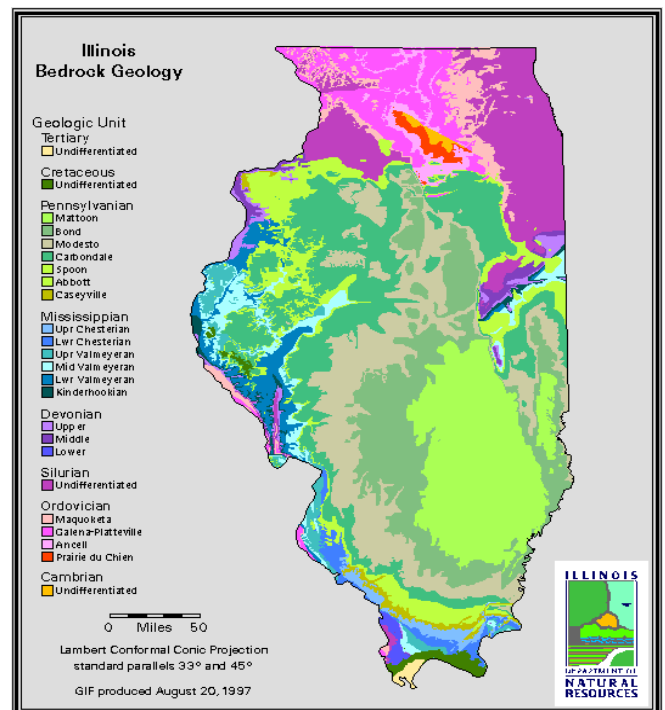 Illinois
Bedrock Geology
Geologic Unit
Tertiary
Undifferentiated
Cretaceous
Undifferentiated
Pennsylvanian
Mattoon
Bond
Modesto
Carbondale
Spoon
Abbott
Caseyville
Mississippian
Upr Chesterian
Lwr Chesterian
Upr Valmeyeran
Mid Valmeyeran
Lwr Valmeyeran
Kinderhookian
Devonian
Upper
Middle
Lower
Silurian
Undifferentiated
Ordovician
Maquoketa
Galena-Platteville
Ancell
Prairie du Chien
Cambrian
Undifferentiated
0 Miles 50
Lambert Conformal Conic Projection
standard parallels 33° and 45°
GIF produced August 20, 1997
ILLINOIS
DEPARTMENT OF
NATURAL
RESOURCES